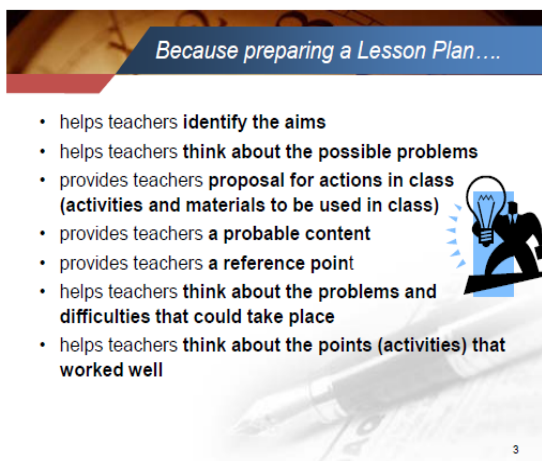 Because preparing a Lesson Plan….
• helps teachers identify the aims
• helps teachers think about the possible problems
• provides teachers proposal for actions in class
(activities and materials to be used in class)
• provides teachers a probable content
• provides teachers a reference point
• helps teachers think about the problems and
difficulties that could take place
• helps teachers think about the points (activities) that
worked well
3